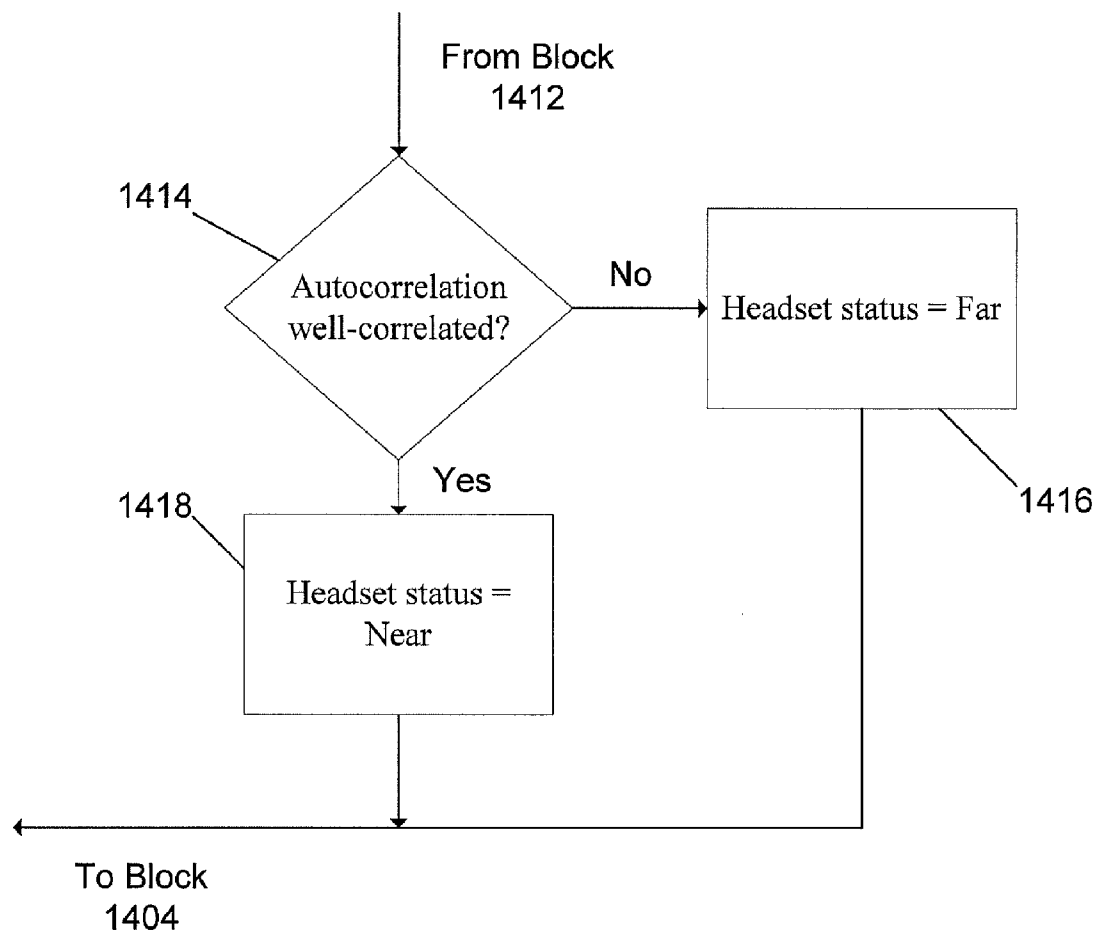 From Block
1412
1414
Autocorrelation
well-correlated?
No
Headset status = Far
1416
Yes
1418
Headset status =
Near
To Block
1404